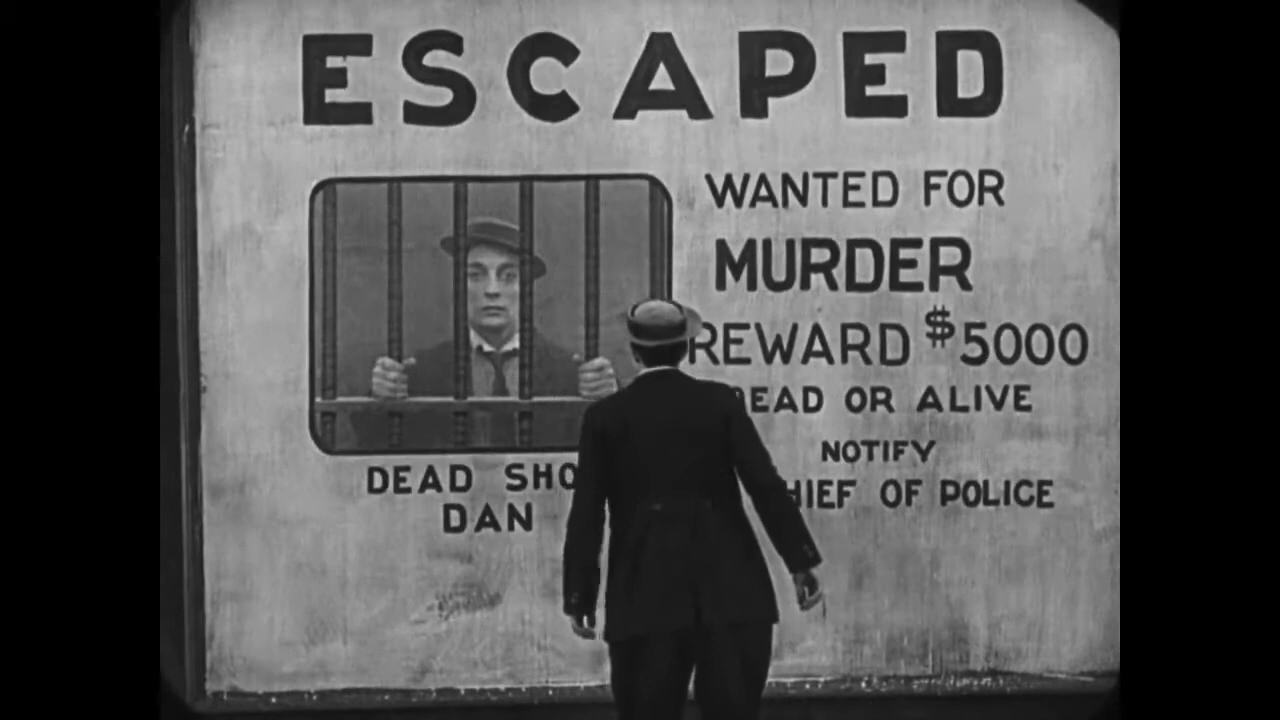 ESCAPED
WANTED FOR
MURDER
REWARD $5000
DEAD OR ALIVE
NOTIFY
HIEF OF POLICE
DEAD SHO
DAN